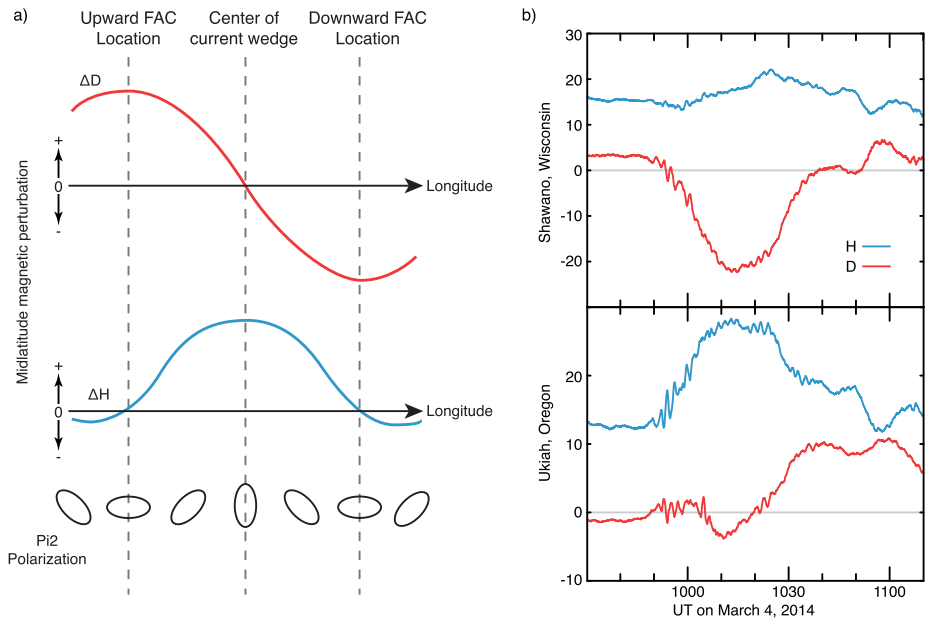 a)
Upward FAC
Location
Center of
current wedge
Downward FAC
Location
Midlatitude magnetic perturbation
ΔD
+
0
-
Longitude
ΔH
+
0
-
Longitude
Pi2
Polarization
b)
Shawano, Wisconsin
30
20
10
0
-10
-20
H
D
Ukiah, Oregon
20
10
0
-10
1000
1030
1100
UT on March 4, 2014